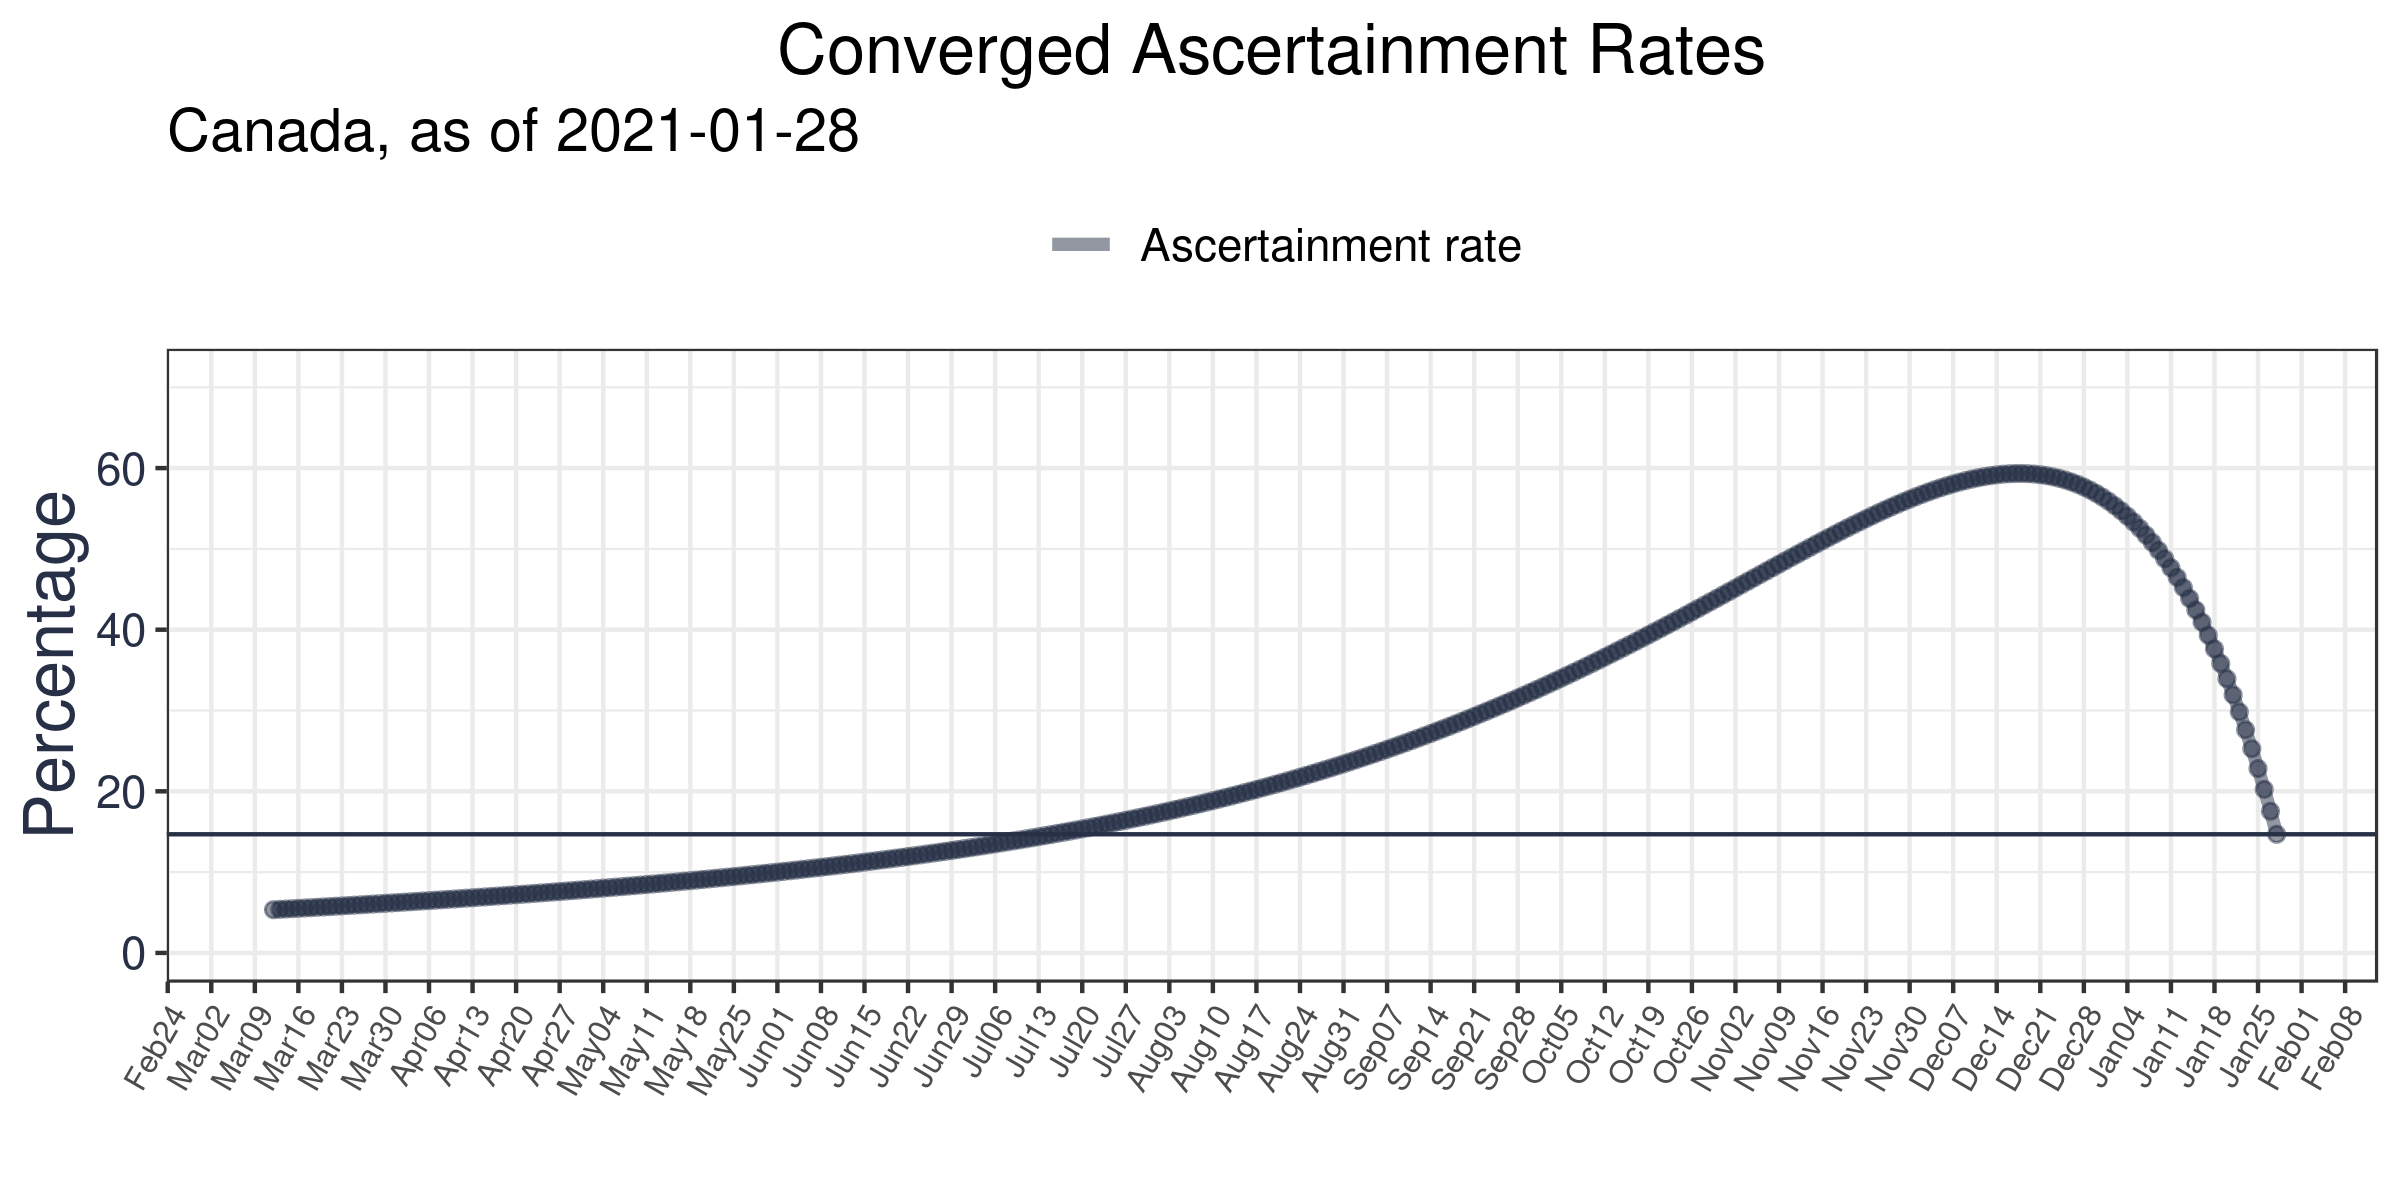 Converged Ascertainment Rates
Canada, as of 2021-01-28
Ascertainment rate
Percentage
60
40
20
0
Feb24
Mar02
Mar09
Mar16
Mar23
Mar30
Apr06
Apr13
Apr20
Apr27
May04
May11
May18
May25
Jun01
Jun08
Jun15
Jun22
Jun29
Jul06
Jul13
Jul20
Jul27
Aug03
Aug10
Aug17
Aug24
Aug31
Sep07
Sep14
Sep21
Sep28
Oct05
Oct12
Oct19
Oct26
Nov02
Nov09
Nov16
Nov23
Nov30
Dec07
Dec14
Dec21
Dec28
Jan04
Jan11
Jan18
Jan25
Feb01
Feb08